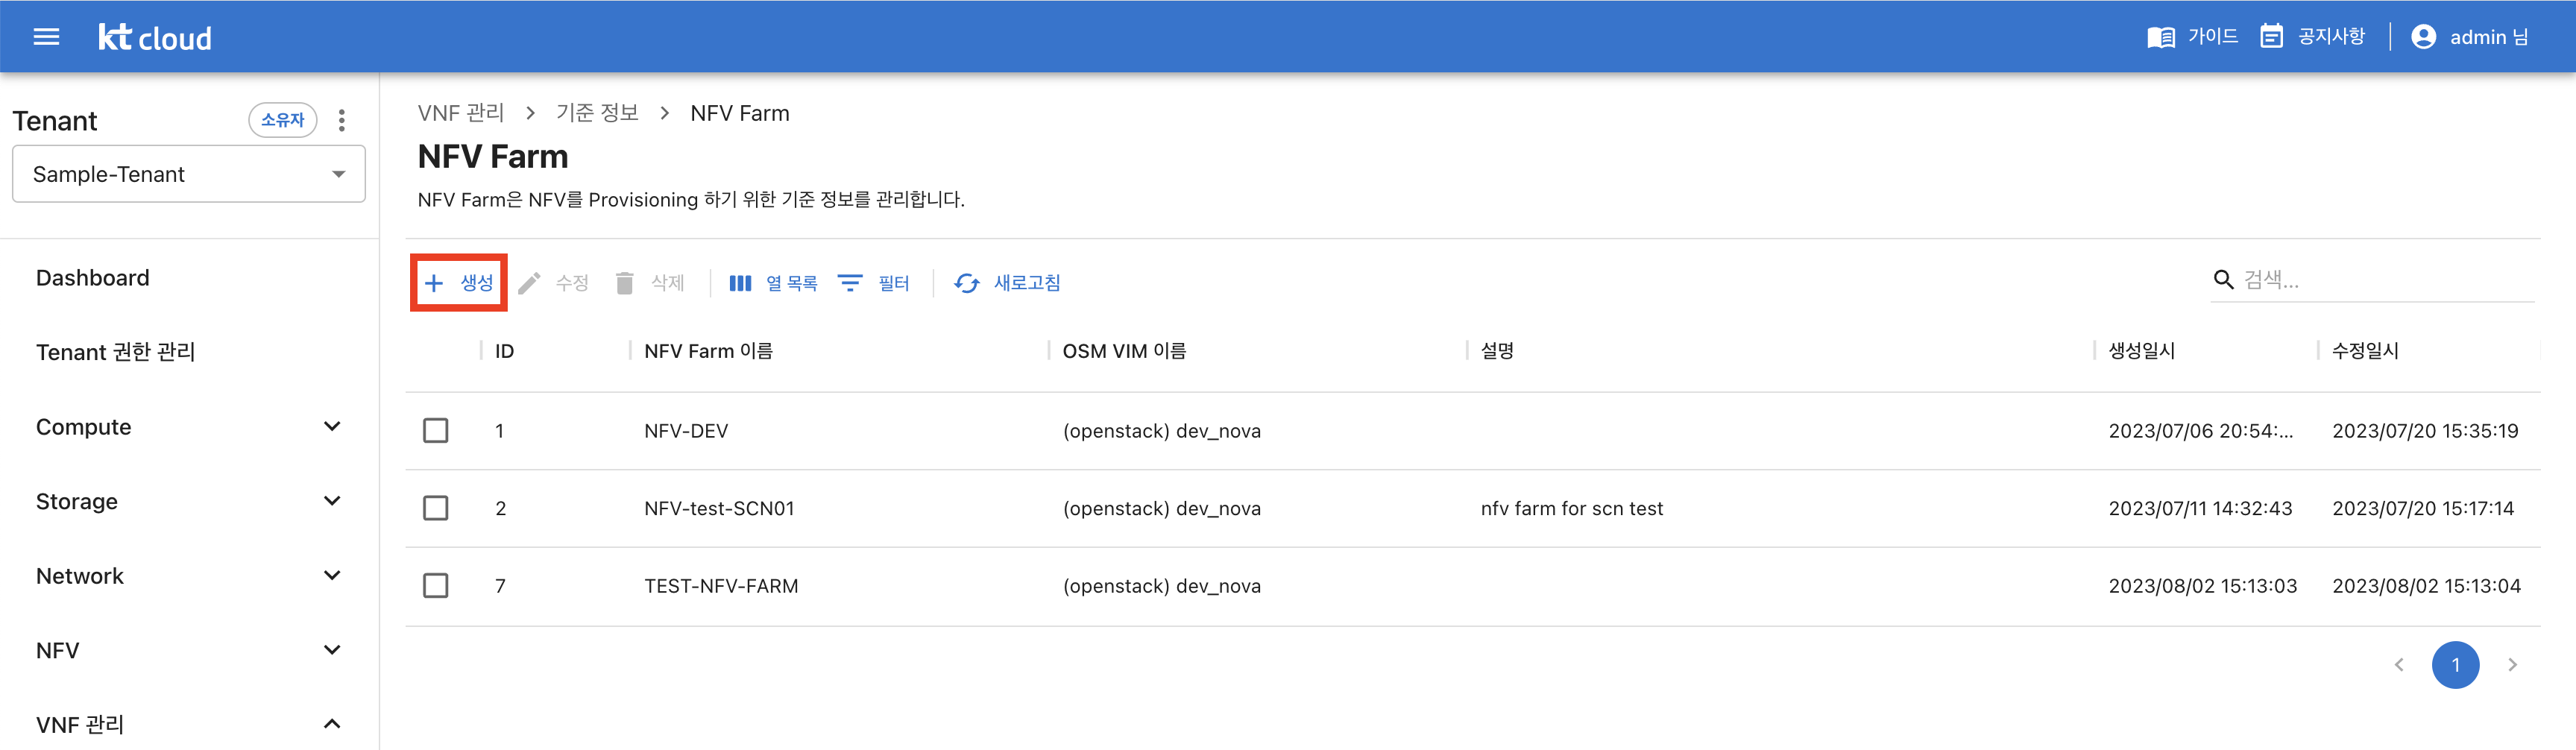 kt cloud
가이드
공지사항
admin 님
Tenant
소유자
Sample-Tenant
Dashboard
Tenant 권한 관리
Compute
Storage
Network
NFV
VNF 관리
VNF 관리 > 기준 정보 > NFV Farm
NFV Farm
NFV Farm은 NFV를 Provisioning 하기 위한 기준 정보를 관리합니다.
+ 생성 수정 삭제 열 목록 필터 새로고침
검색...
ID NFV Farm 이름 OSM VIM 이름 설명 생성일시 수정일시
1 NFV-DEV (openstack) dev_nova 2023/07/06 20:54:... 2023/07/20 15:35:19
2 NFV-test-SCN01 (openstack) dev_nova nfv farm for scn test 2023/07/11 14:32:43 2023/07/20 15:17:14
7 TEST-NFV-FARM (openstack) dev_nova 2023/08/02 15:13:03 2023/08/02 15:13:04
< 1 >